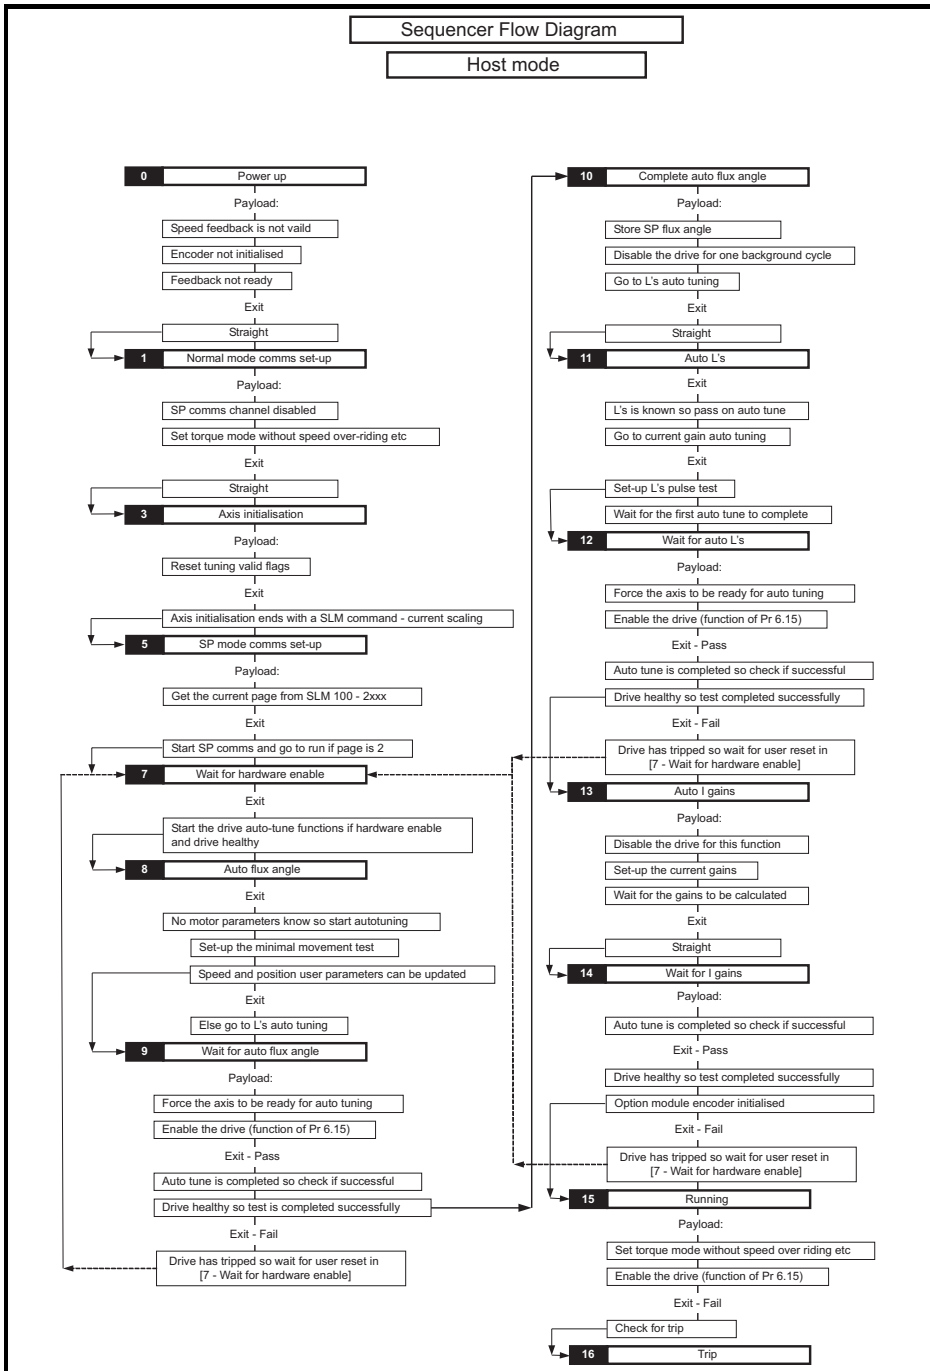 Sequencer Flow Diagram
Host mode
0
Power up
Payload:
Speed feedback is not vaild
Encoder not initialised
Feedback not ready
Exit
Straight
1
Normal mode comms set-up
Payload:
SP comms channel disabled
Set torque mode without speed over-riding etc
Exit
Straight
3
Axis initialisation
Payload:
Reset tuning valid flags
Exit
Axis initialisation ends with a SLM command - current scaling
5
SP mode comms set-up
Payload:
Get the current page from SLM 100 - 2xxx
Exit
Start SP comms and go to run if page is 2
7
Wait for hardware enable
Exit
Start the drive auto-tune functions if hardware enable
and drive healthy
8
Auto flux angle
Exit
No motor parameters know so start autotuning
Set-up the minimal movement test
Speed and position user parameters can be updated
Exit
Else go to L's auto tuning
9
Wait for auto flux angle
Payload:
Force the axis to be ready for auto tuning
Enable the drive (function of Pr 6.15)
Exit - Pass
Auto tune is completed so check if successful
Drive healthy so test is completed successfully
Exit - Fail
Drive has tripped so wait for user reset in
[7 - Wait for hardware enable]
10
Complete auto flux angle
Payload:
Store SP flux angle
Disable the drive for one background cycle
Go to L's auto tuning
Exit
Straight
11
Auto L's
Exit
L's is known so pass on auto tune
Go to current gain auto tuning
Exit
Set-up L's pulse test
Wait for the first auto tune to complete
12
Wait for auto L's
Payload:
Force the axis to be ready for auto tuning
Enable the drive (function of Pr 6.15)
Exit - Pass
Auto tune is completed so check if successful
Drive healthy so test completed successfully
Exit - Fail
Drive has tripped so wait for user reset in
[7 - Wait for hardware enable]
13
Auto I gains
Payload:
Disable the drive for this function
Set-up the current gains
Wait for the gains to be calculated
Exit
Straight
14
Wait for I gains
Payload:
Auto tune is completed so check if successful
Exit - Pass
Drive healthy so test completed successfully
Option module encoder initialised
Exit - Fail
Drive has tripped so wait for user reset in
[7 - Wait for hardware enable]
15
Running
Payload:
Set torque mode without speed over riding etc
Enable the drive (function of Pr 6.15)
Exit - Fail
Check for trip
16
Trip